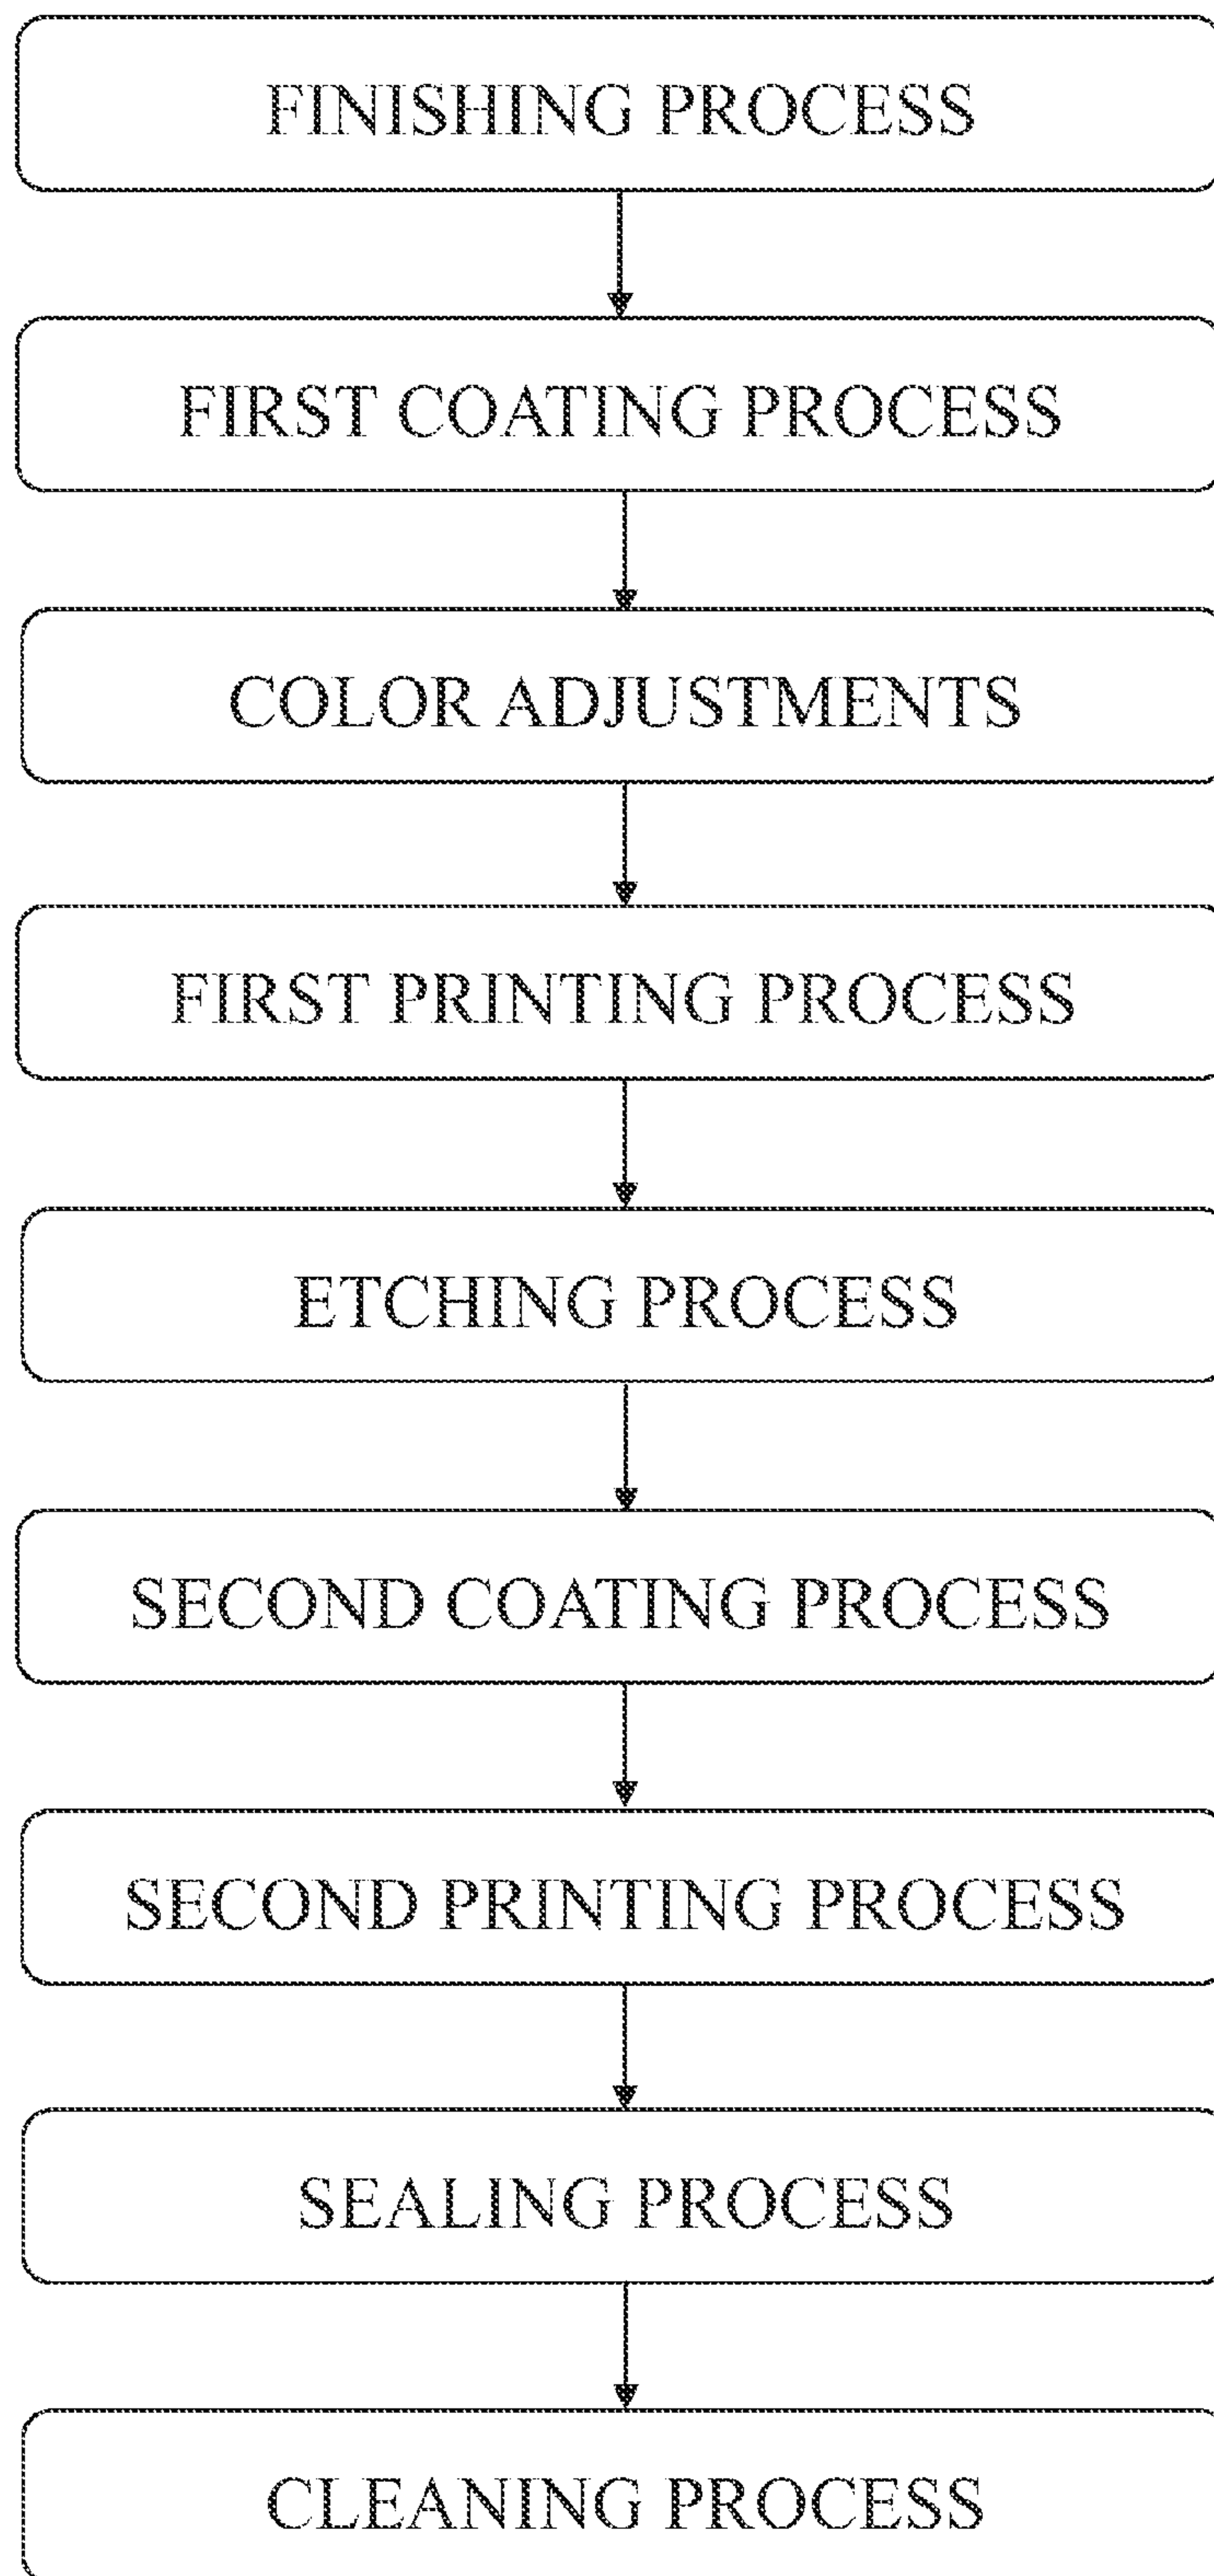 FINISHING PROCESS
FIRST COATING PROCESS
COLOR ADJUSTMENTS
FIRST PRINTING PROCESS
ETCHING PROCESS
SECOND COATING PROCESS
SECOND PRINTING PROCESS
SEALING PROCESS
CLEANING PROCESS